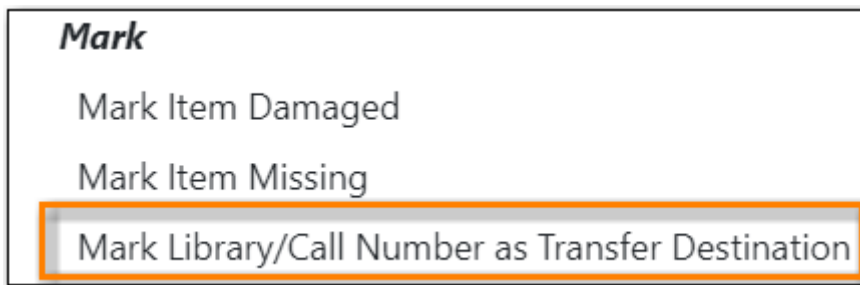 Mark
Mark Item Damaged
Mark Item Missing
Mark Library/Call Number as Transfer Destination